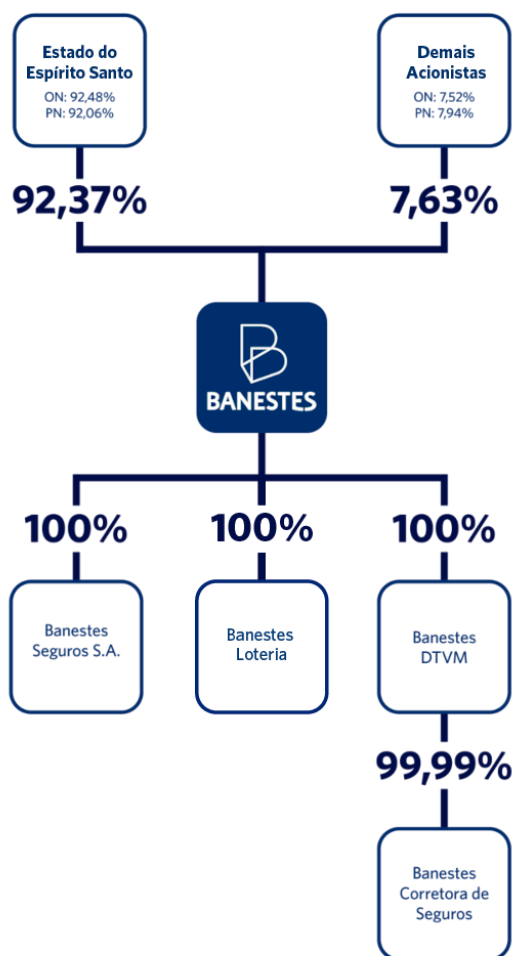 Estado do
Espírito Santo
ON: 92,48%
PN: 92,06%
Demais
Acionistas
ON: 7,52%
PN: 7,94%
92,37%
7,63%
BANESTES
100%
100%
100%
Banestes
Seguros S.A.
Banestes
Loteria
Banestes
DTVM
99,99%
Banestes
Corretora de
Seguros